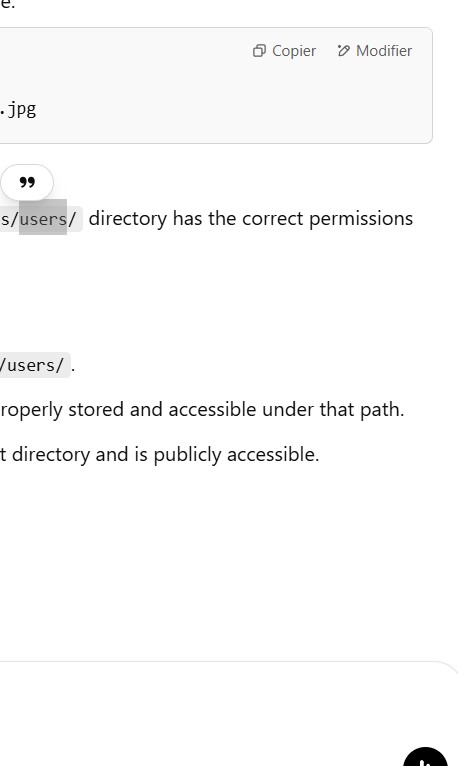 e.
Copier Modifier
.jpg
s/users/ directory has the correct permissions
/users/.
roperly stored and accessible under that path.
t directory and is publicly accessible.